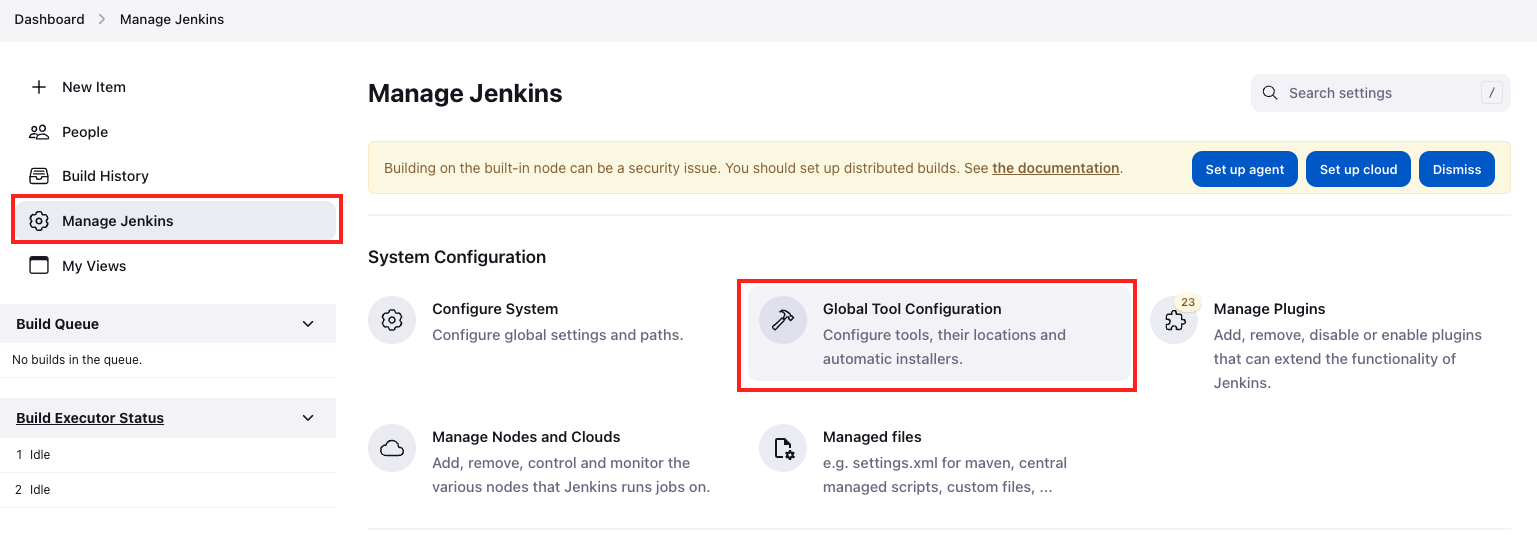 Dashboard > Manage Jenkins
New Item
People
Build History
Manage Jenkins
My Views
Build Queue
No builds in the queue.
Build Executor Status
1 Idle
2 Idle
Manage Jenkins
Search settings /
Building on the built-in node can be a security issue. You should set up distributed builds. See the documentation.
Set up agent Set up cloud Dismiss
System Configuration
Configure System
Configure global settings and paths.
Global Tool Configuration
Configure tools, their locations and
automatic installers.
23
Manage Plugins
Add, remove, disable or enable plugins
that can extend the functionality of
Jenkins.
Manage Nodes and Clouds
Add, remove, control and monitor the
various nodes that Jenkins runs jobs on.
Managed files
e.g. settings.xml for maven, central
managed scripts, custom files, ...